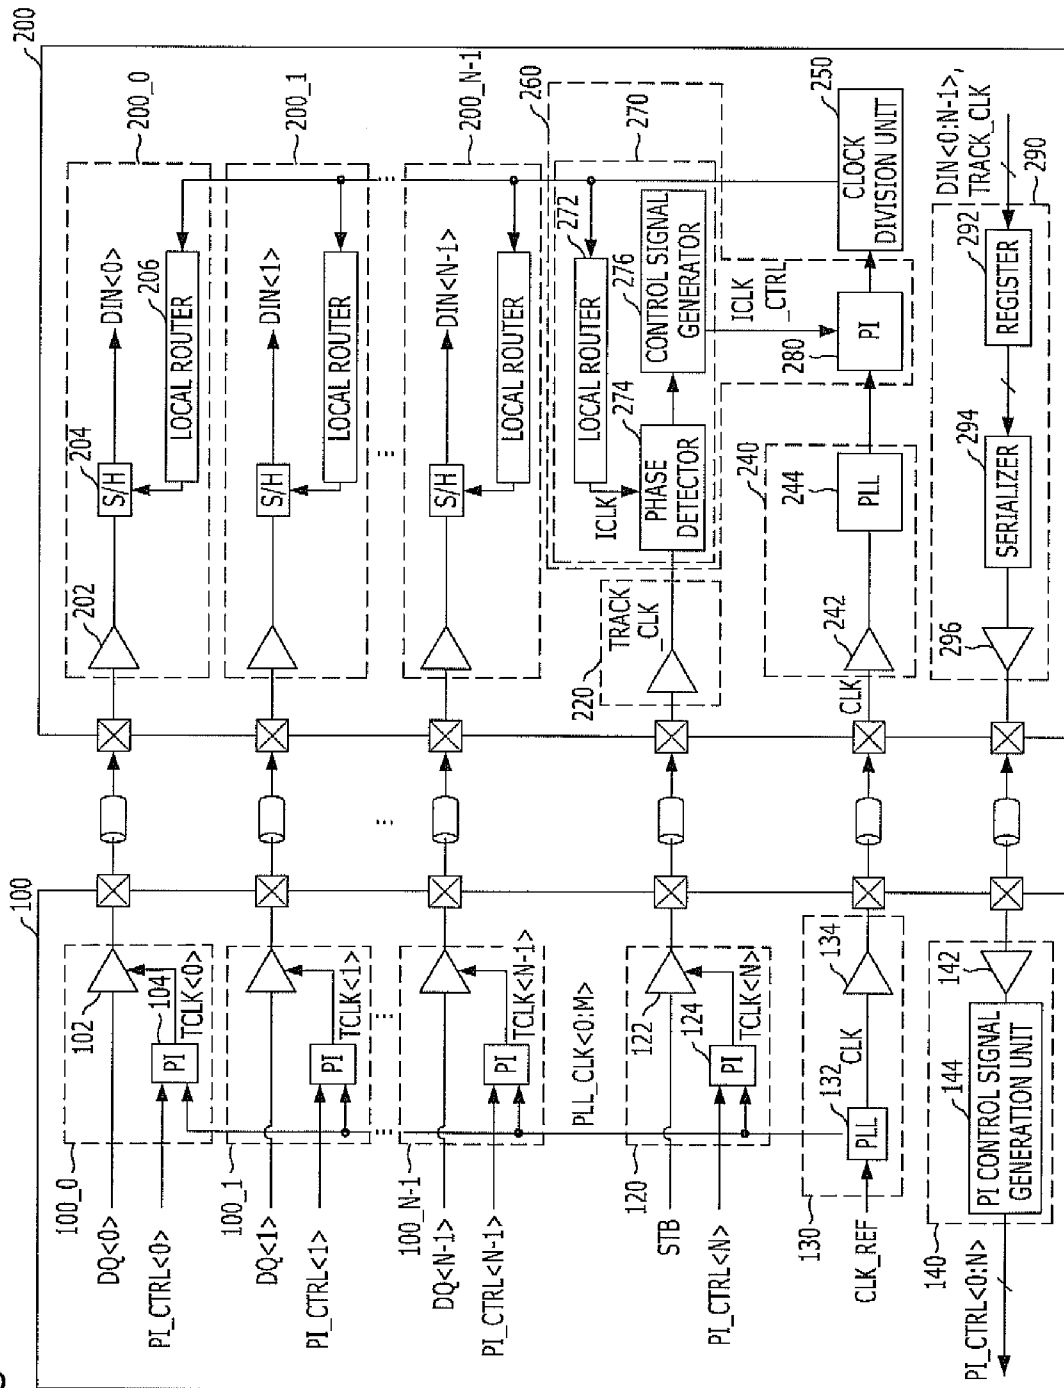 100
200
100_0
DQ<0>
PI_CTRL<0>
102
104
PI
TCLK<0>
202
204
S/H
DIN<0>
206
LOCAL ROUTER
200_0
100_1
DQ<1>
PI_CTRL<1>
PI
TCLK<1>
S/H
DIN<1>
LOCAL ROUTER
200_1
100_N-1
DQ<N-1>
PI_CTRL<N-1>
PI
TCLK<N-1>
S/H
DIN<N-1>
LOCAL ROUTER
200_N-1
PLL_CLK<0:M>
120
STB
PI_CTRL<N>
122
124
PI
TCLK<N>
220
TRACK
_CLK
260
270
272
LOCAL ROUTER
ICLK
274
PHASE
DETECTOR
276
CONTROL SIGNAL
GENERATOR
ICLK
_CTRL
130
CLK_REF
132
PLL
CLK
134
CLK
240
242
244
PLL
280
PI
250
CLOCK
DIVISION UNIT
140
PI_CTRL<0:N>
144
PI CONTROL SIGNAL
GENERATION UNIT
142
296
294
SERIALIZER
292
REGISTER
290
DIN<0:N-1>,
TRACK_CLK